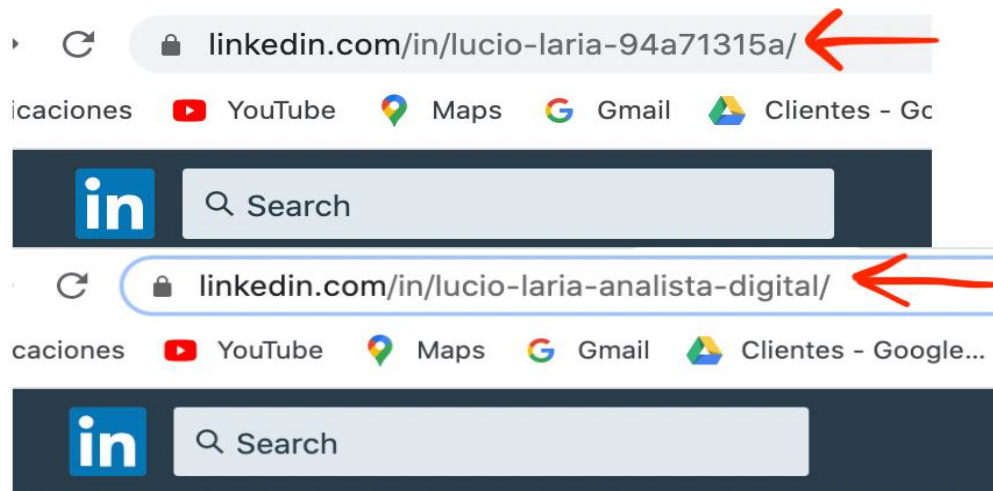 linkedin.com/in/lucio-laria-94a71315a/
icaciones YouTube Maps G Gmail Clientes - Go
in Search
linkedin.com/in/lucio-laria-analista-digital/
caciones YouTube Maps G Gmail Clientes - Google...
in Search